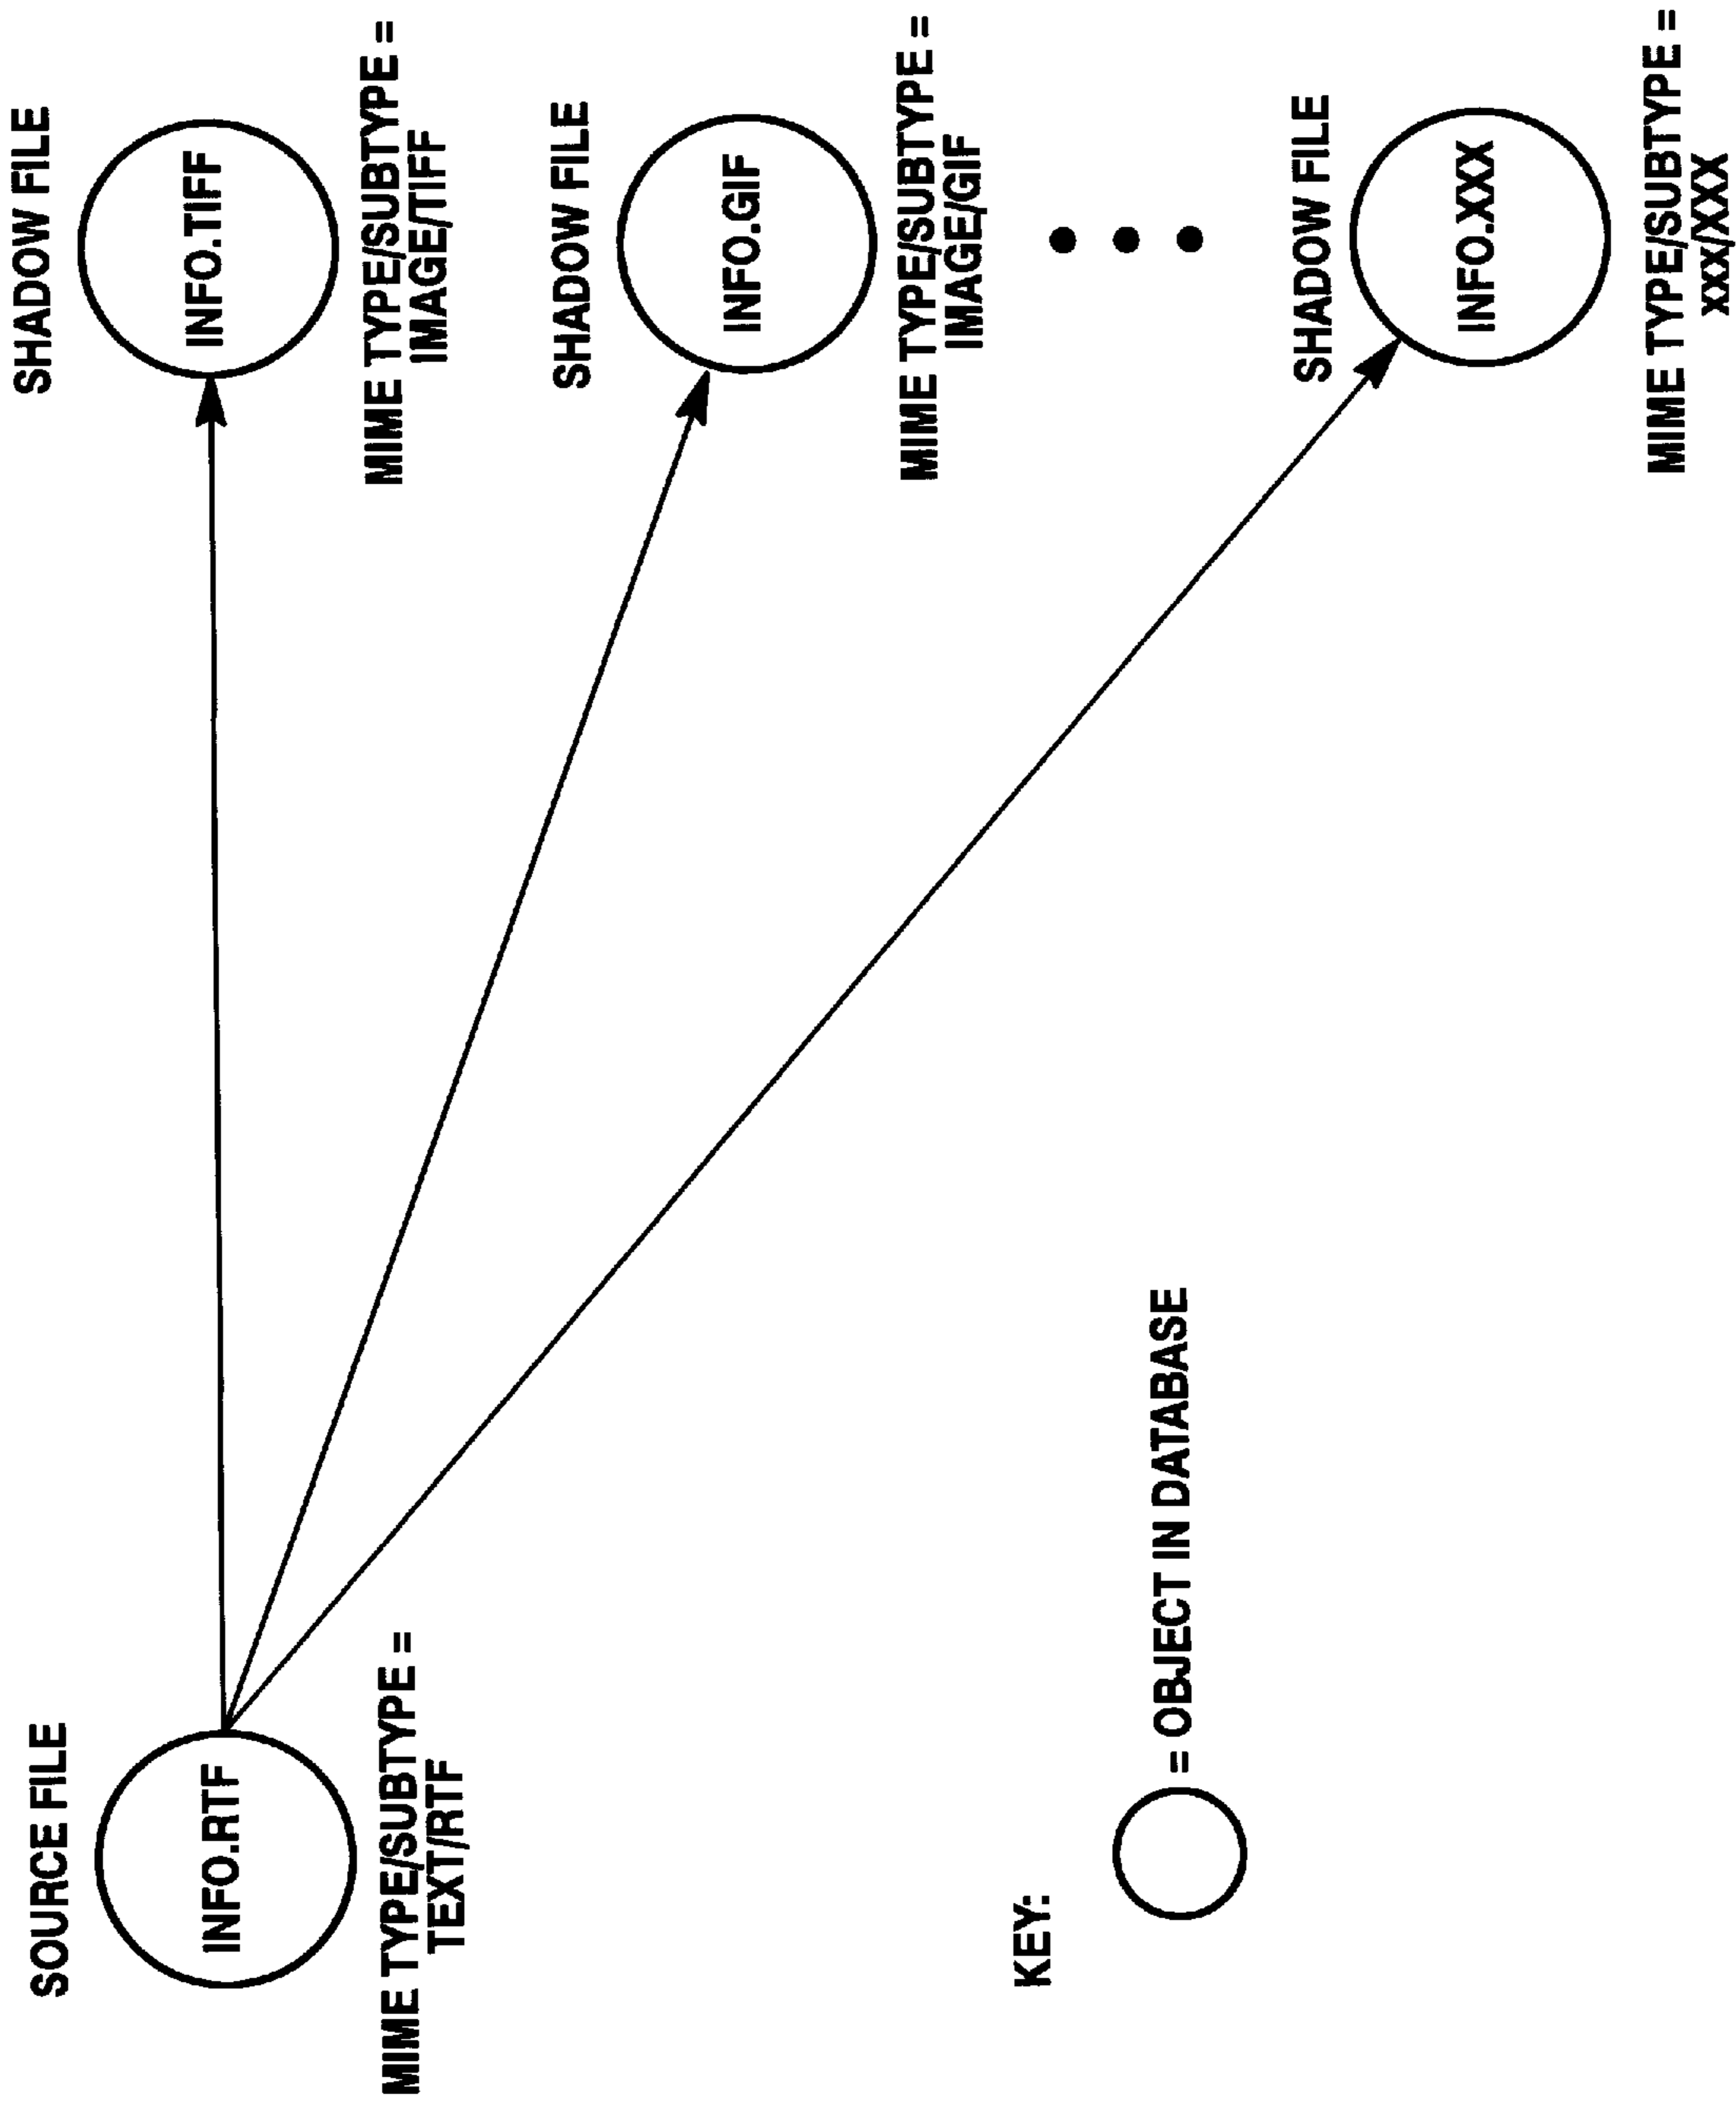 SOURCE FILE
INFO.RTF
MIME TYPE/SUBTYPE =
TEXT/RTF
SHADOW FILE
INFO.TIFF
MIME TYPE/SUBTYPE =
IMAGE/TIFF
SHADOW FILE
INFO.GIF
MIME TYPE/SUBTYPE =
IMAGE/GIF
SHADOW FILE
INFO.XXX
MIME TYPE/SUBTYPE =
XXX/XXXX
KEY:
= OBJECT IN DATABASE